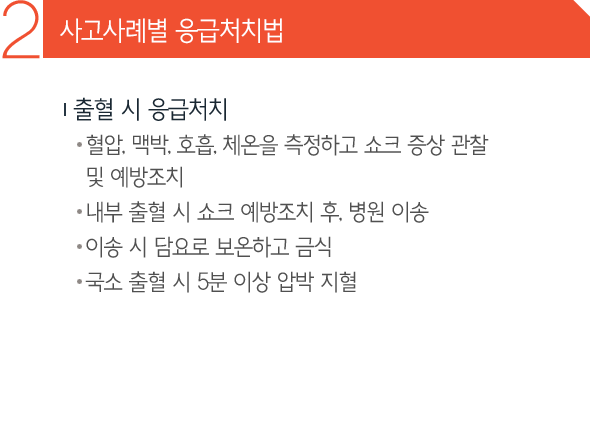 2 사고사례별 응급처치법
ㅣ출혈 시 응급처치
• 혈압, 맥박, 호흡, 체온을 측정하고 쇼크 증상 관찰
및 예방조치
• 내부 출혈 시 쇼크 예방조치 후, 병원 이송
• 이송 시 담요로 보온하고 금식
• 국소 출혈 시 5분 이상 압박 지혈